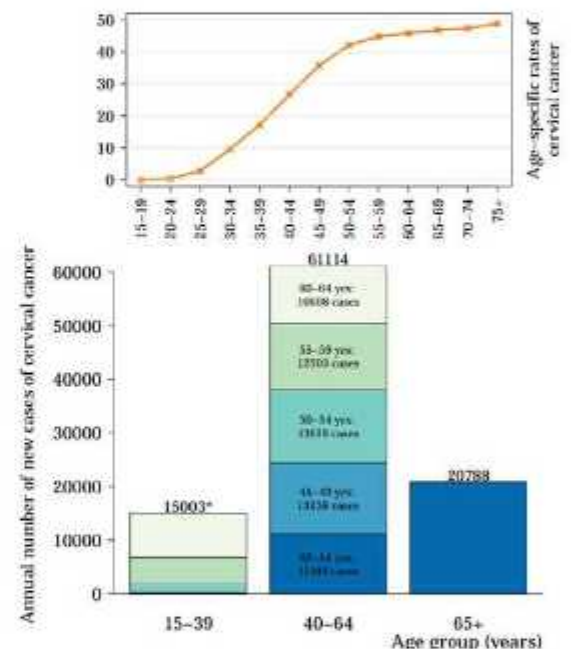 50
40
30
20
10
0
Age-specific rates of
cervical cancer
15-19
20-24
25-29
30-34
35-39
40-44
45-49
50-54
55-59
60-64
65-69
70-74
75+
Annual number of new cases of cervical cancer
60000
50000
40000
30000
20000
10000
0
61114
60-64 yrs:
cases
55-59 yrs:
cases
50-54 yrs:
cases
45-49 yrs:
cases
cases
15003*
20788
15-39
40-64
65+
Age group (years)